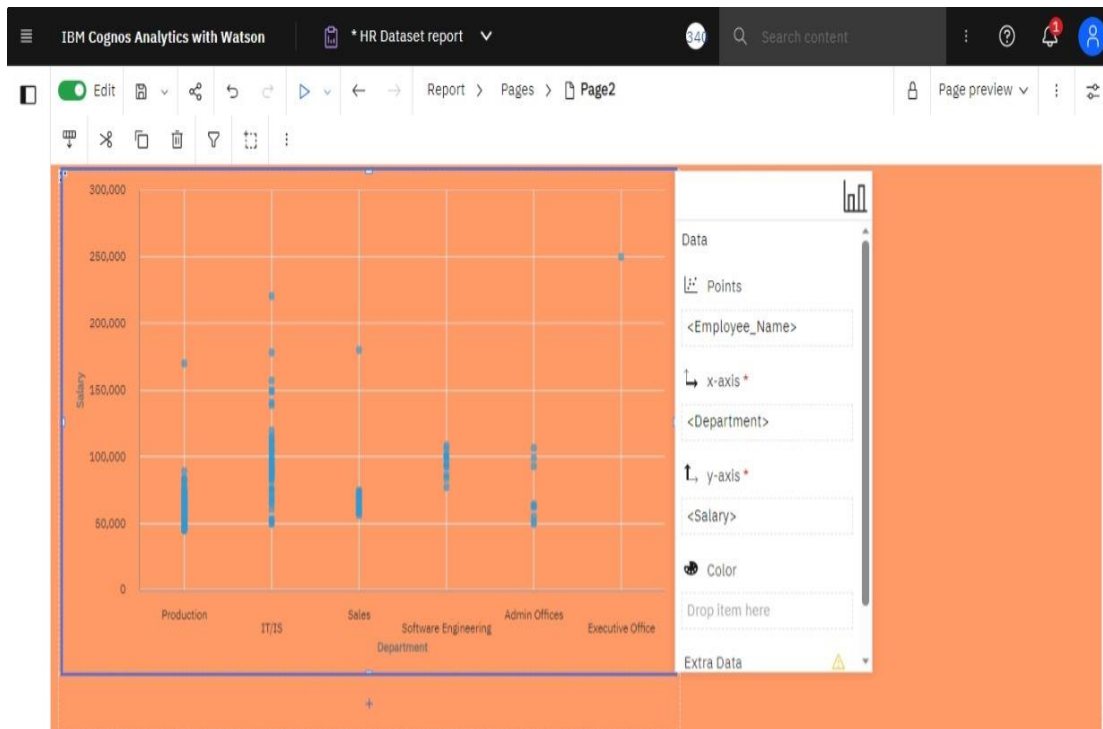 IBM Cognos Analytics with Watson
* HR Dataset report
340
Search content
1
Edit
Report > Pages > Page2
Page preview
300,000
250,000
200,000
150,000
100,000
50,000
0
Salary
Production
IT/IS
Sales
Software Engineering
Admin Offices
Executive Office
Department
Data
Points
<Employee_Name>
x-axis *
<Department>
y-axis *
<Salary>
Color
Drop item here
Extra Data